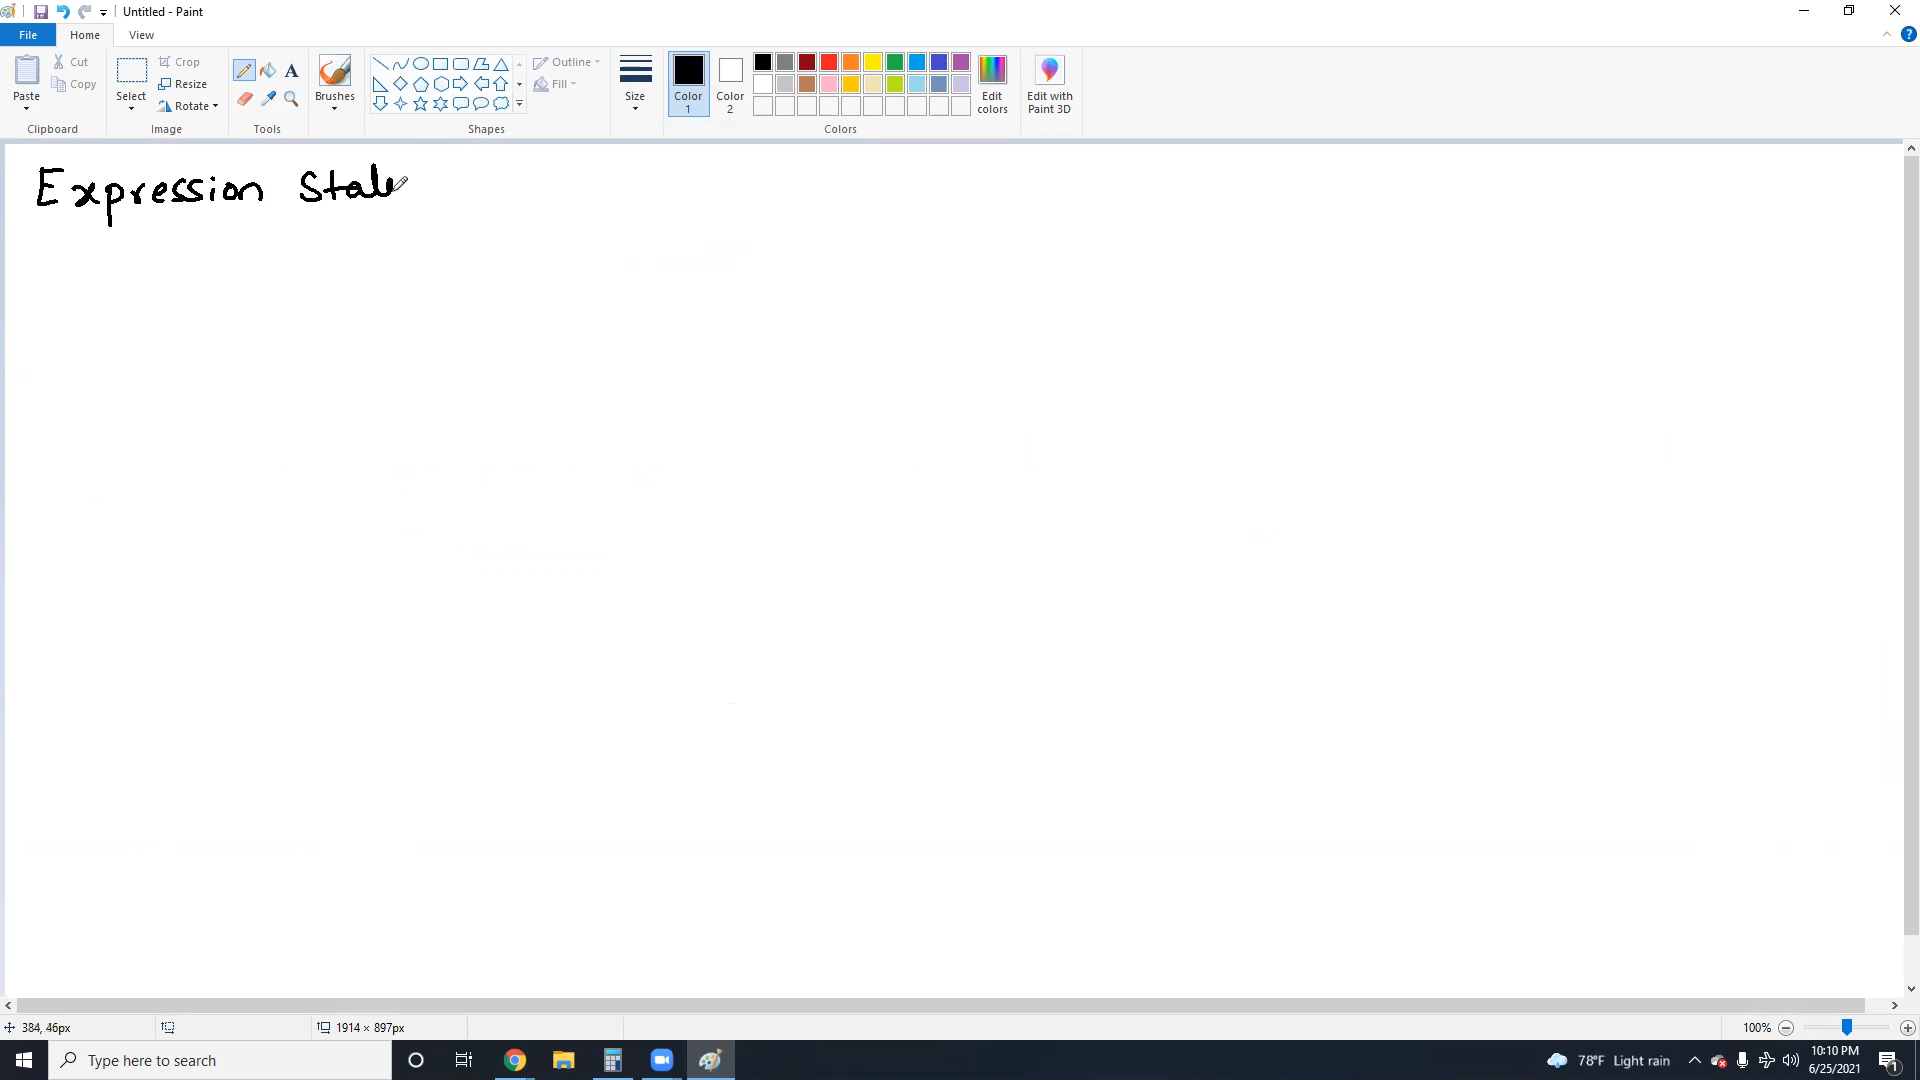 Untitled - Paint
File Home View
Paste
Cut
Copy
Clipboard
Select
Crop
Resize
Rotate
Image
Tools
Brushes
Shapes
Outline
Fill
Size
Color 1
Color 2
Edit colors
Colors
Edit with Paint 3D
Expression State
384, 46px
1914 × 897px
100%
Type here to search
78°F Light rain
10:10 PM
6/25/2021
1